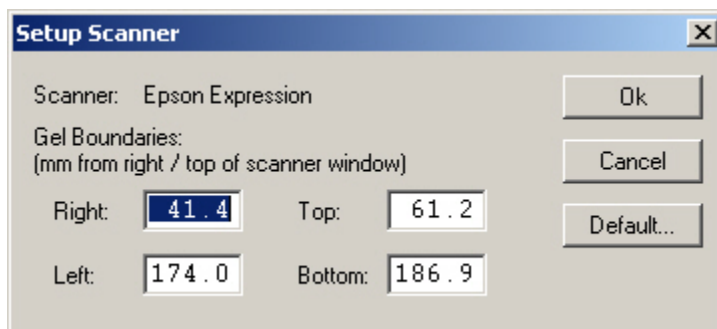 Setup Scanner
Scanner: Epson Expression
Ok
Gel Boundaries:
(mm from right / top of scanner window)
Cancel
Right: 41.4 Top: 61.2
Default...
Left: 174.0 Bottom: 186.9